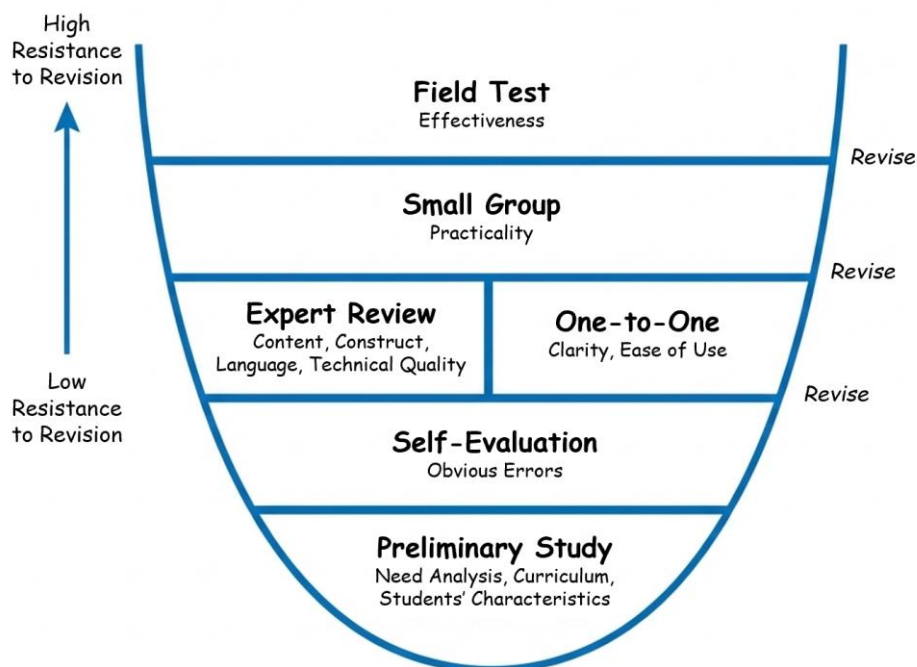 High
Resistance
to Revision
Field Test
Effectiveness
Revise
Small Group
Practicality
Revise
Expert Review
Content, Construct,
Language, Technical Quality
One-to-One
Clarity, Ease of Use
Low
Resistance
to Revision
Revise
Self-Evaluation
Obvious Errors
Preliminary Study
Need Analysis, Curriculum,
Students' Characteristics